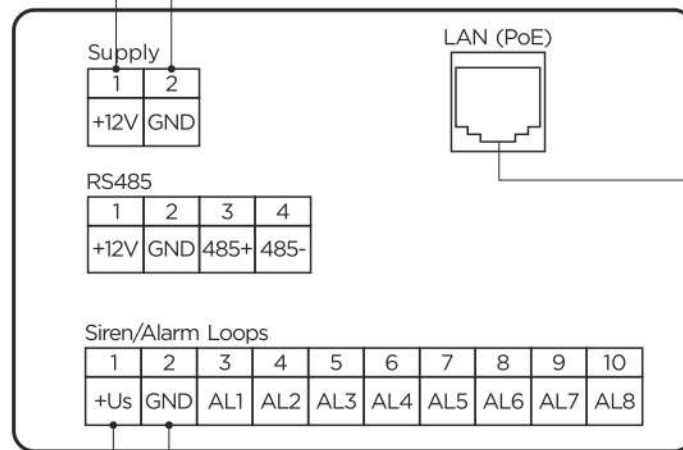 Supply
1 2
+12V GND
LAN (PoE)
RS485
1 2 3 4
+12V GND 485+ 485-
Siren/Alarm Loops
1 2 3 4 5 6 7 8 9 10
+Us GND AL1 AL2 AL3 AL4 AL5 AL6 AL7 AL8